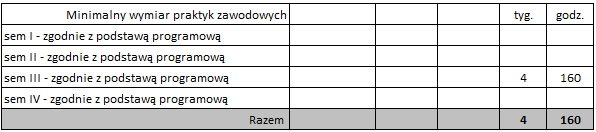 Minimalny wymiar praktyk zawodowych tyg. godz.
sem I - zgodnie z podstawą programową
sem II - zgodnie z podstawą programową
sem III - zgodnie z podstawą programową 4 160
sem IV - zgodnie z podstawą programową
Razem 4 160